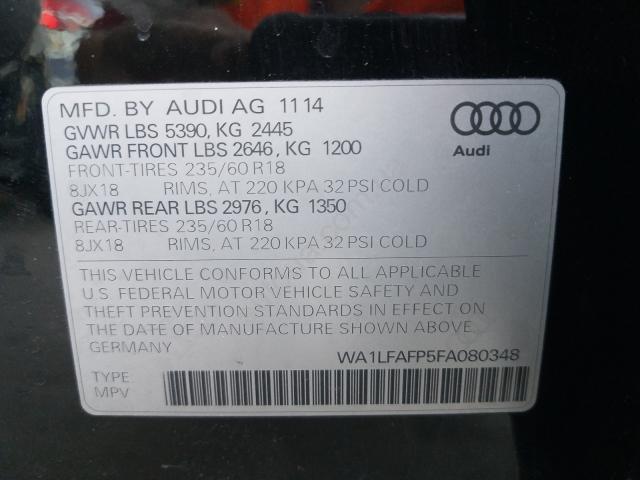 MFD. BY AUDI AG 11 14
GVWR LBS 5390, KG 2445
GAWR FRONT LBS 2646, KG 1200
FRONT-TIRES 235/60 R18
8JX18 RIMS, AT 220 KPA 32 PSI COLD
GAWR REAR LBS 2976, KG 1350
REAR-TIRES 235/60 R18
8JX18 RIMS, AT 220 KPA 32 PSI COLD
Audi
THIS VEHICLE CONFORMS TO ALL APPLICABLE
U.S. FEDERAL MOTOR VEHICLE SAFETY AND
THEFT PREVENTION STANDARDS IN EFFECT ON
THE DATE OF MANUFACTURE SHOWN ABOVE.
GERMANY
WA1LFAFP5FA080348
TYPE:
MPV